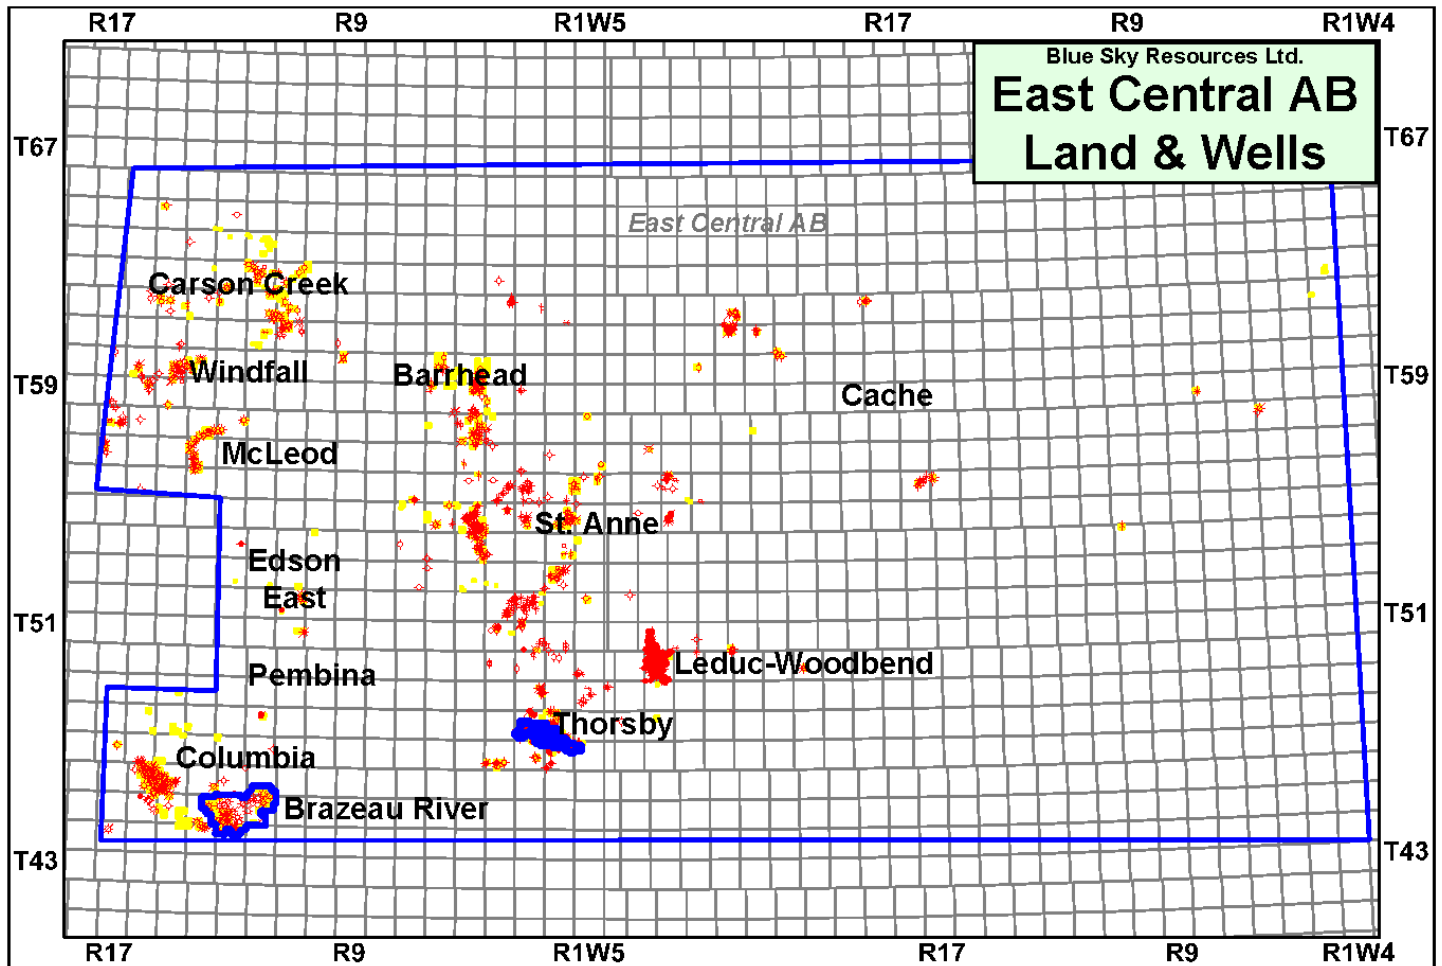 R17 R9 R1W5 R17 R9 R1W4
Blue Sky Resources Ltd.
East Central AB
Land & Wells
T67 T67
East Central AB
Carson Creek
Windfall
Barrhead
T59 T59
Cache
McLeod
St. Anne
Edson
East
T51 T51
Leduc-Woodbend
Pembina
Thorsby
Columbia
Brazeau River
T43 T43
R17 R9 R1W5 R17 R9 R1W4